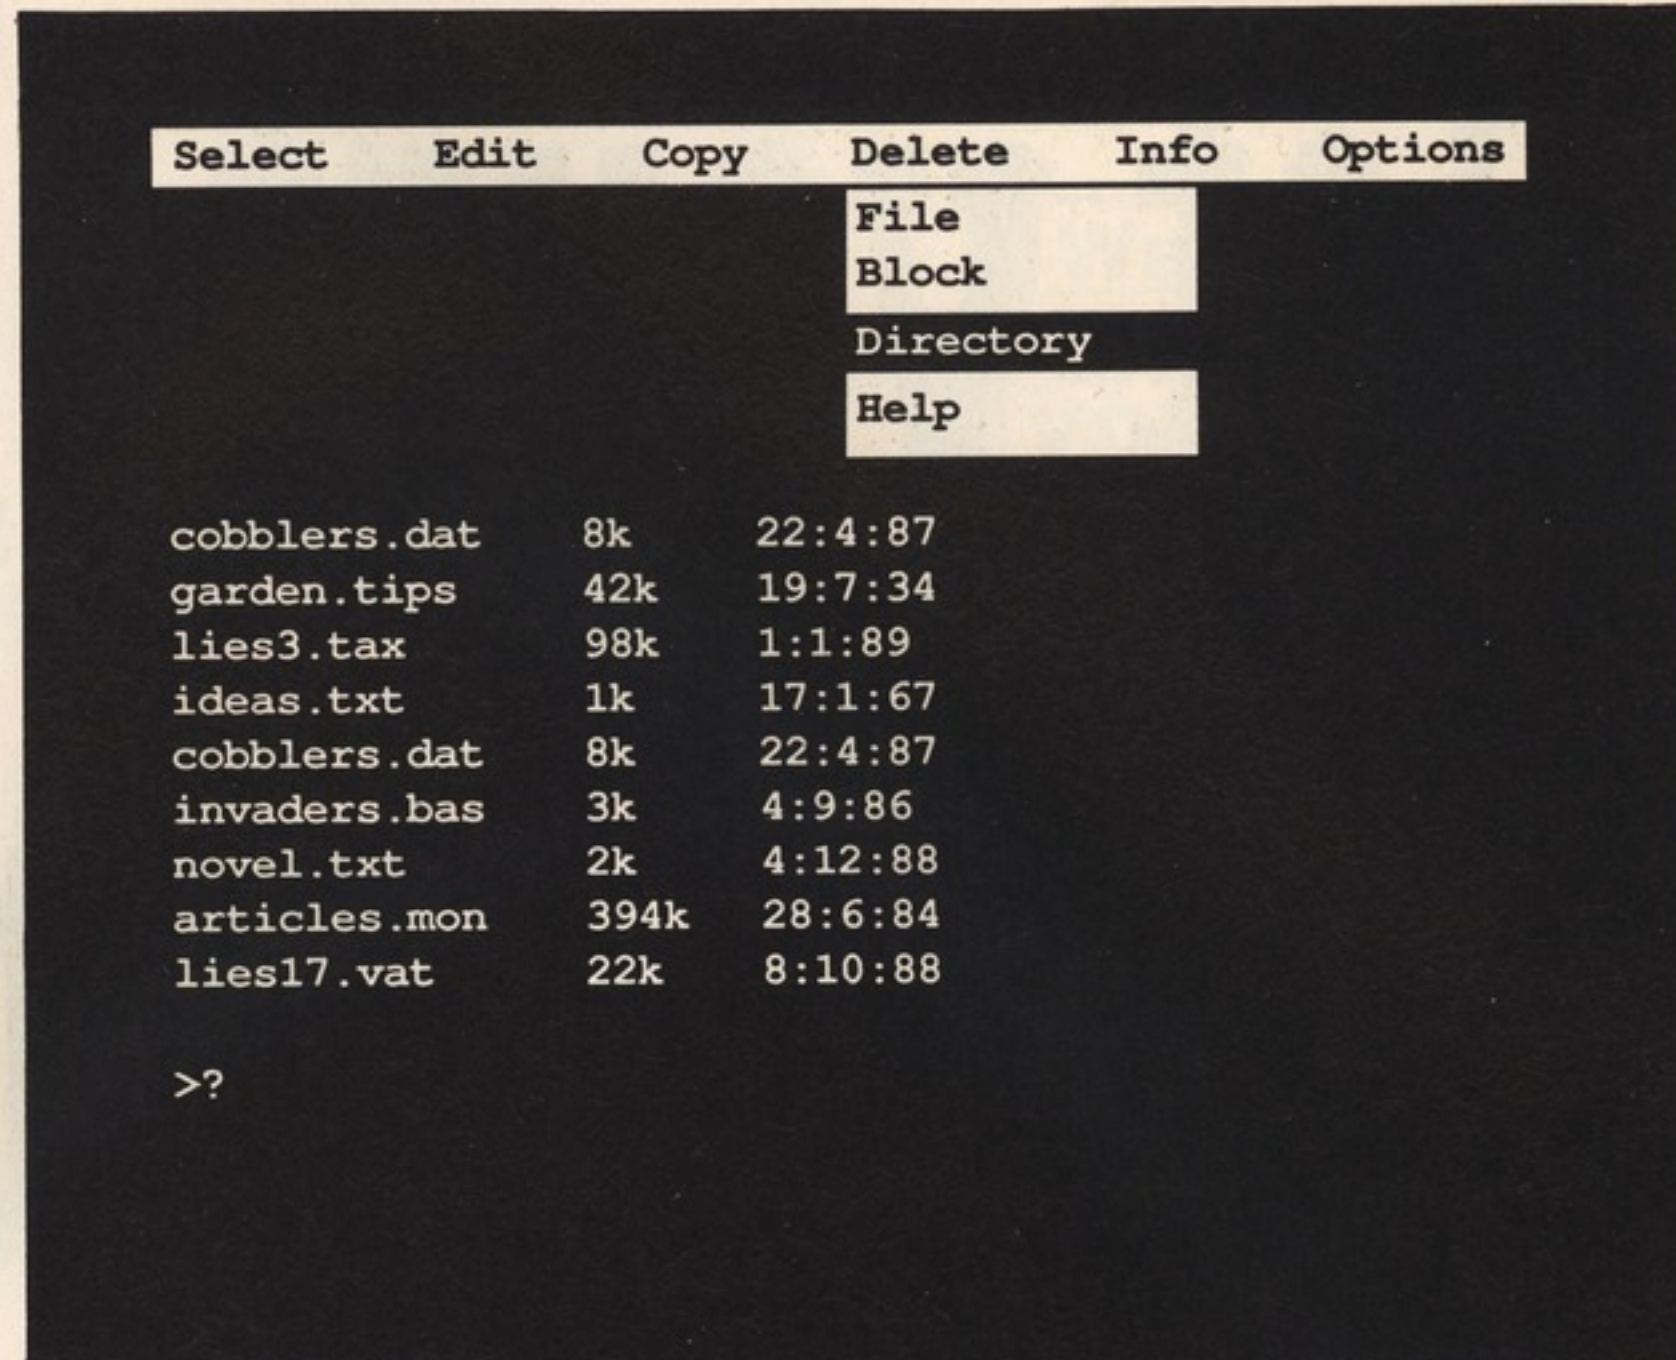 Select Edit Copy Delete Info Options
File
Block
Directory
Help
cobblers.dat 8k 22:4:87
garden.tips 42k 19:7:34
lies3.tax 98k 1:1:89
ideas.txt 1k 17:1:67
cobblers.dat 8k 22:4:87
invaders.bas 3k 4:9:86
novel.txt 2k 4:12:88
articles.mon 394k 28:6:84
lies17.vat 22k 8:10:88
>?